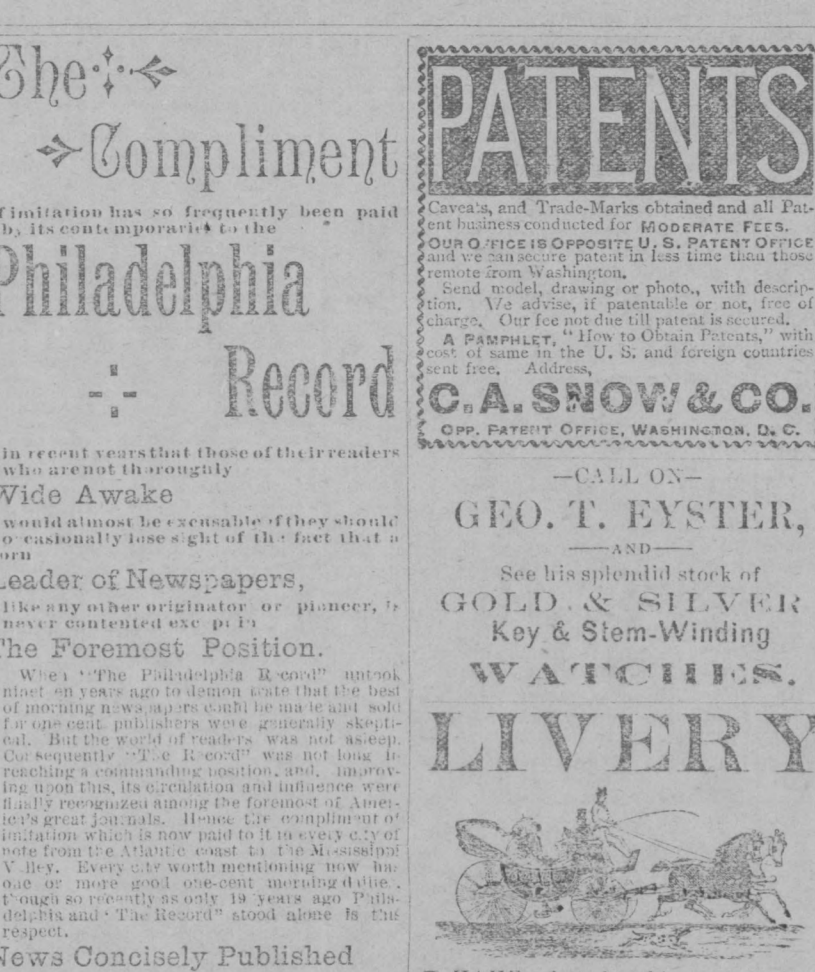 The
Compliment
f imitation has so frequently been paid
by its contemporaries to the
Philadelphia
Record
in recent years that those of their readers
who are not thoroughly
Wide Awake
would almost be excusable if they should
occasionally lose sight of the fact that a
orn
Leader of Newspapers,
like any other originator or pioneer, is
never contented except in
The Foremost Position.
When "The Philadelphia Record" untook
ninet en years ago to demonstrate that the best
of morning newspapers could be made and sold
for one cent, publishers were generally skepti-
cal. But the world of readers was not asleep.
Consequently "The Record" was not long in
reaching a commanding position, and, improv-
ing upon this, its circulation and influence were
finally recognized among the foremost of Amer-
ica's great journals. Hence the compliment of
imitation which is now paid to it in every city of
note from the Atlantic coast to the Mississippi
Valley. Every city worth mentioning now has
one or more good one-cent morning dailies,
though so recently as only 19 years ago Phila-
delphia and "The Record" stood alone is this
respect.
News Concisely Published
PATENTS
Caveats, and Trade-Marks obtained and all Pat-
ent business conducted for MODERATE FEES.
OUR OFFICE IS OPPOSITE U. S. PATENT OFFICE
and we can secure patent in less time than those
remote from Washington.
Send model, drawing or photo., with descrip-
tion. We advise, if patentable or not, free of
charge. Our fee not due till patent is secured.
A PAMPHLET, "How to Obtain Patents," with
cost of same in the U. S. and foreign countries
sent free. Address,
C. A. SNOW & CO.
OPP. PATENT OFFICE, WASHINGTON, D. C.
—CALL ON—
GEO. T. EYSTER,
—AND—
See his splendid stock of
GOLD & SILVER
Key & Stem-Winding
WATCHES.
LIVERY